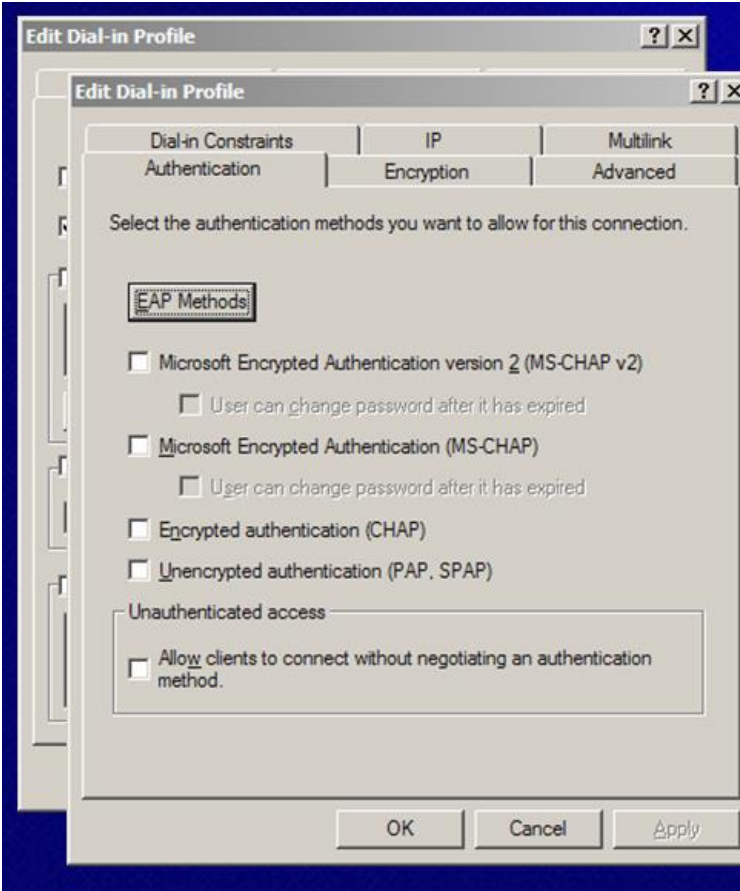 Edit Dial-in Profile
Edit Dial-in Profile
Dial-in Constraints IP Multilink
Authentication Encryption Advanced
Select the authentication methods you want to allow for this connection.
EAP Methods
Microsoft Encrypted Authentication version 2 (MS-CHAP v2)
User can change password after it has expired
Microsoft Encrypted Authentication (MS-CHAP)
User can change password after it has expired
Encrypted authentication (CHAP)
Unencrypted authentication (PAP, SPAP)
Unauthenticated access
Allow clients to connect without negotiating an authentication
method.
OK Cancel Apply